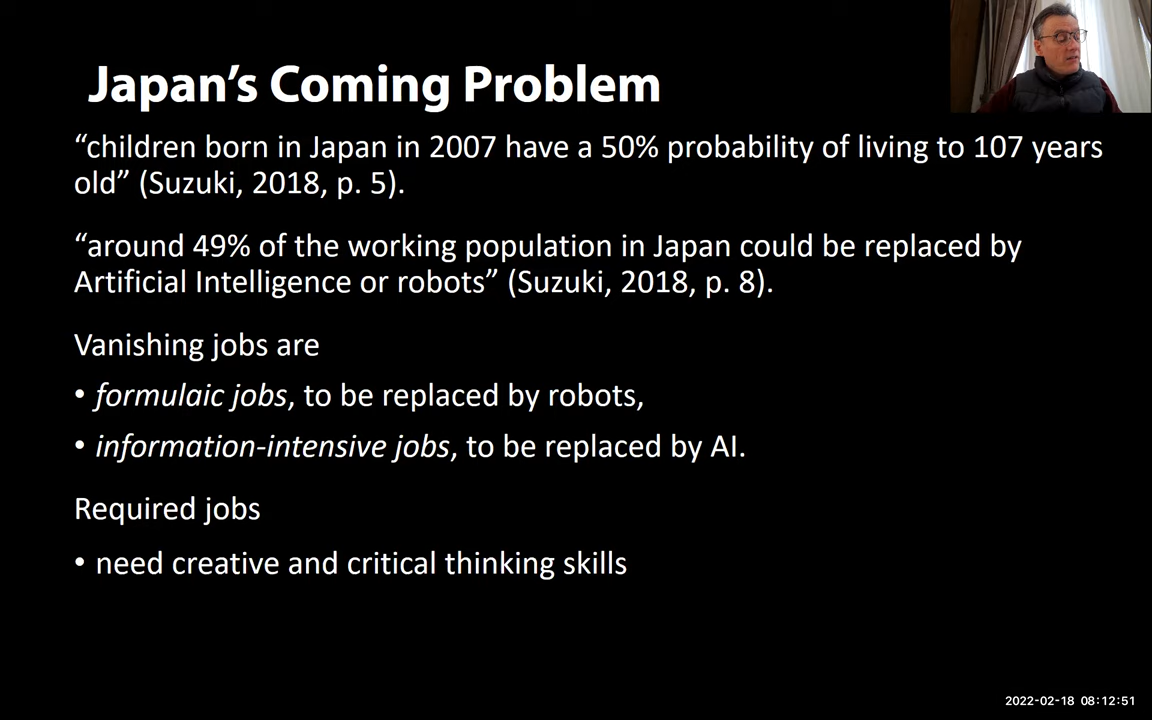 Japan’s Coming Problem
“children born in Japan in 2007 have a 50% probability of living to 107 years
old” (Suzuki, 2018, p. 5).
“around 49% of the working population in Japan could be replaced by
Artificial Intelligence or robots” (Suzuki, 2018, p. 8).
Vanishing jobs are
• formulaic jobs, to be replaced by robots,
• information-intensive jobs, to be replaced by AI.
Required jobs
• need creative and critical thinking skills
2022-02-18 08:12:51